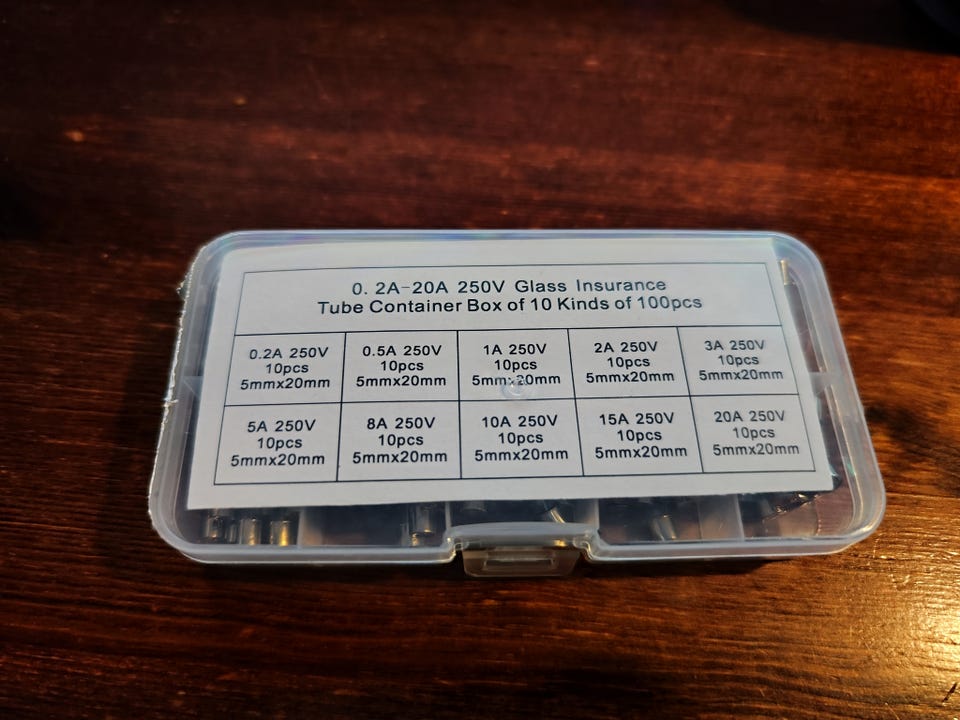 0. 2A-20A 250V Glass Insurance
Tube Container Box of 10 Kinds of 100pcs
0.2A 250V
10pcs
5mmx20mm
0.5A 250V
10pcs
5mmx20mm
1A 250V
10pcs
5mmx20mm
2A 250V
10pcs
5mmx20mm
3A 250V
10pcs
5mmx20mm
5A 250V
10pcs
5mmx20mm
8A 250V
10pcs
5mmx20mm
10A 250V
10pcs
5mmx20mm
15A 250V
10pcs
5mmx20mm
20A 250V
10pcs
5mmx20mm